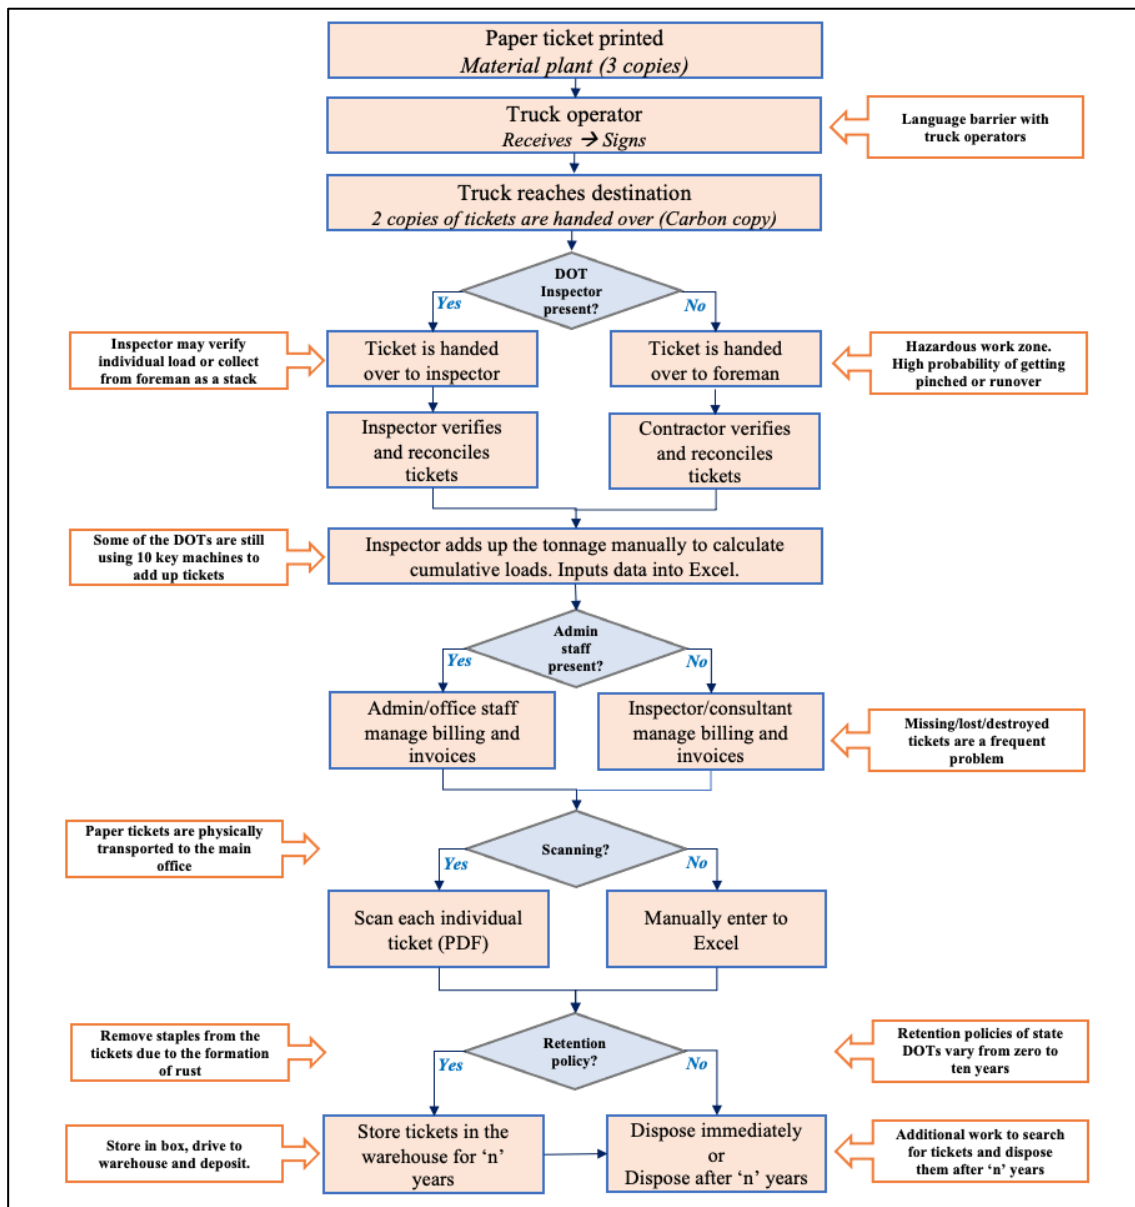 Paper ticket printed
Material plant (3 copies)
Truck operator
Receives → Signs
Language barrier with
truck operators
Truck reaches destination
2 copies of tickets are handed over (Carbon copy)
DOT
Inspector
present?
Yes
No
Inspector may verify
individual load or collect
from foreman as a stack
Ticket is handed
over to inspector
Ticket is handed
over to foreman
Hazardous work zone.
High probability of getting
pinched or runover
Inspector verifies
and reconciles
tickets
Contractor verifies
and reconciles
tickets
Some of the DOTs are still
using 10 key machines to
add up tickets
Inspector adds up the tonnage manually to calculate
cumulative loads. Inputs data into Excel.
Admin
staff
present?
Yes
No
Admin/office staff
manage billing and
invoices
Inspector/consultant
manage billing and
invoices
Missing/lost/destroyed
tickets are a frequent
problem
Paper tickets are physically
transported to the main
office
Scanning?
Yes
No
Scan each individual
ticket (PDF)
Manually enter to
Excel
Remove staples from the
tickets due to the formation
of rust
Retention
policy?
Yes
No
Retention policies of state
DOTs vary from zero to
ten years
Store in box, drive to
warehouse and deposit.
Store tickets in the
warehouse for ‘n’
years
Dispose immediately
or
Dispose after ‘n’ years
Additional work to search
for tickets and dispose
them after ‘n’ years